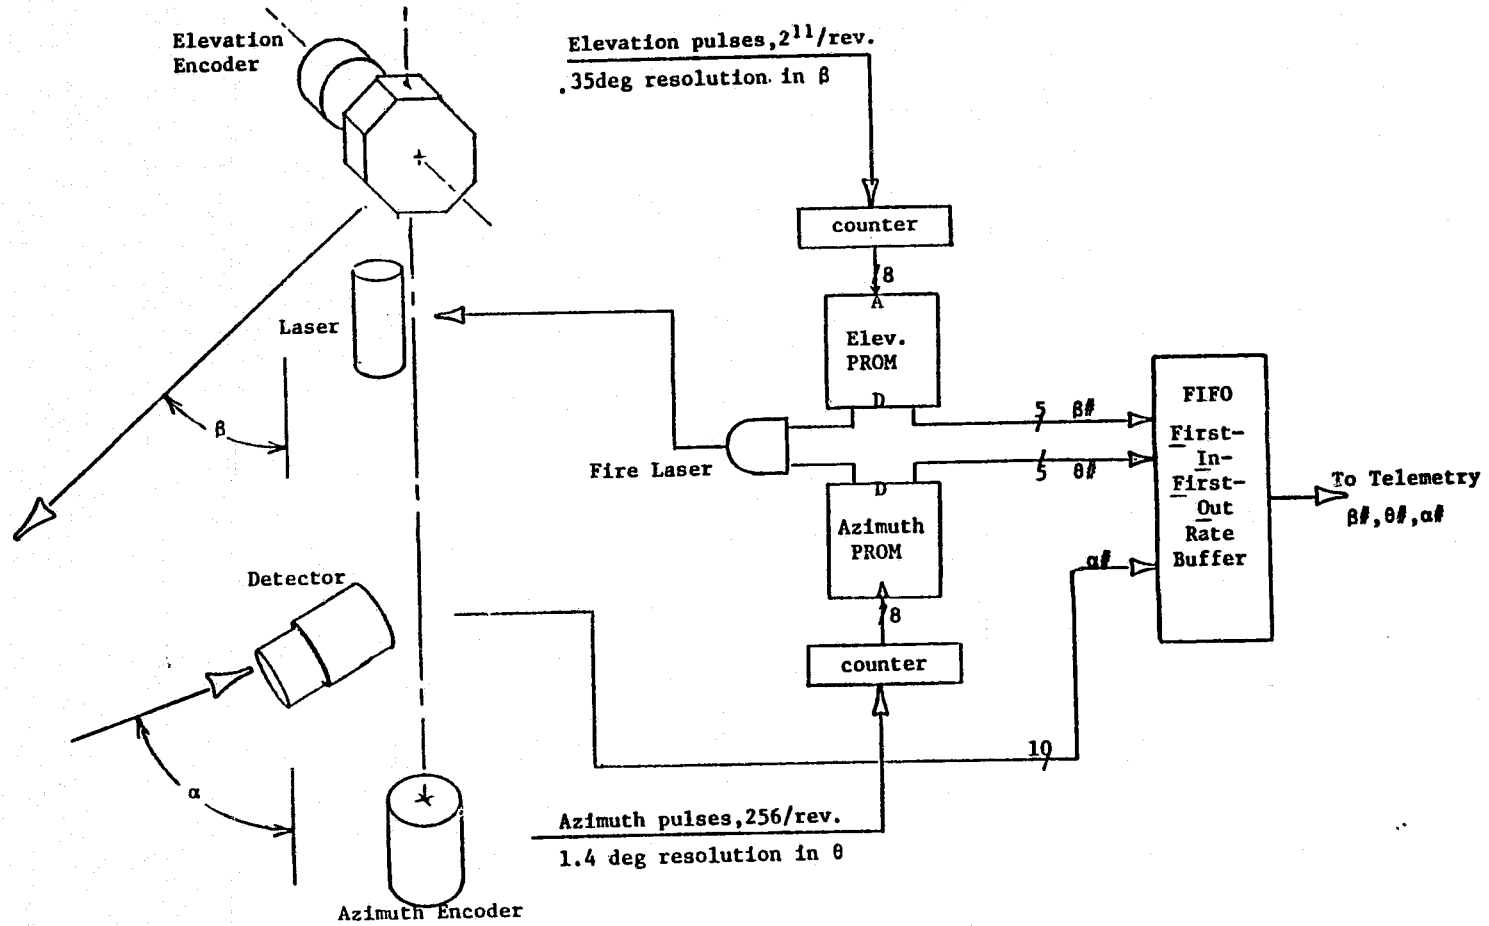 Elevation
Encoder
Elevation pulses,2¹¹/rev.
.35deg resolution in β
counter
8
A
Elev.
PROM
D
Laser
β
5 β#
5 θ#
Fire Laser
FIFO
First-
In-
First-
Out
Rate
Buffer
To Telemetry
β#,θ#,α#
D
Azimuth
PROM
A
8
counter
α#
Detector
α
10
Azimuth pulses,256/rev.
1.4 deg resolution in θ
Azimuth Encoder